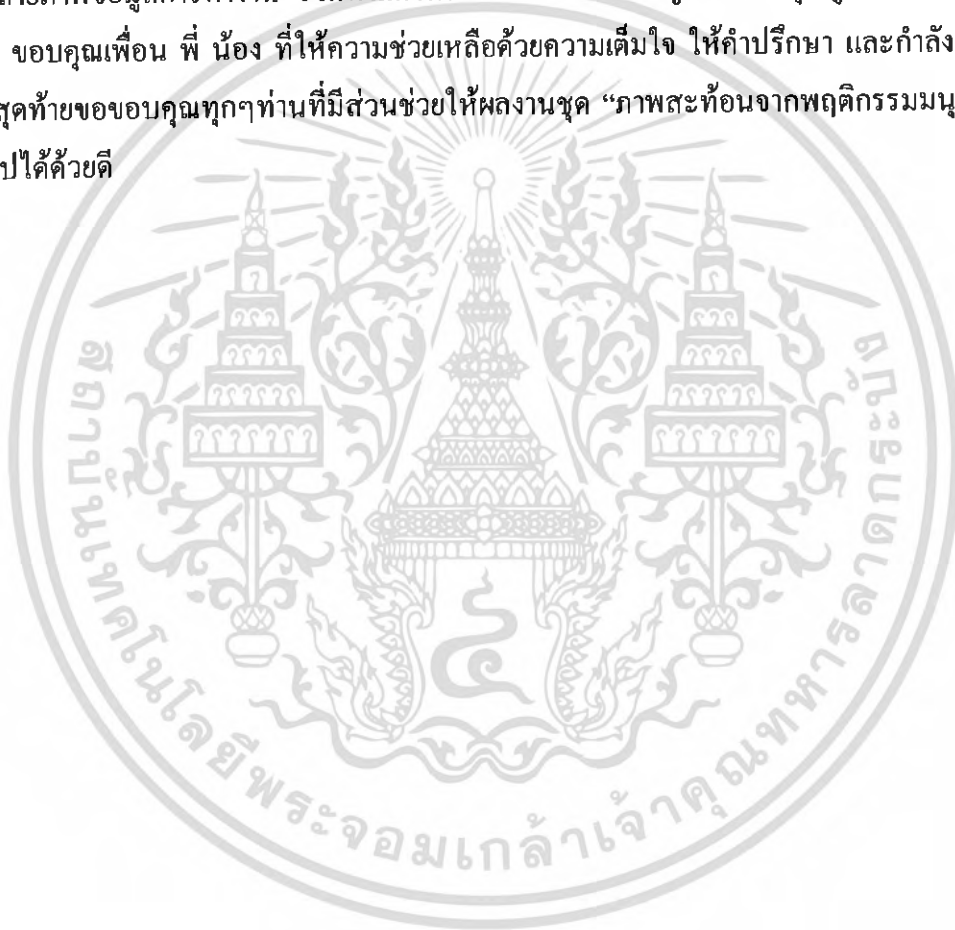 ขอบคุณเพื่อน พี่ น้อง ที่ให้ความช่วยเหลือด้วยความเต็มใจ ให้คำปรึกษา และกำลัง
สุดท้ายขอขอบคุณทุกๆท่านที่มีส่วนช่วยให้ผลงานชุด “ภาพสะท้อนจากพฤติกรรมมนุ
ปได้ด้วยดี
สถาบันเทคโนโลยีพระจอมเกล้าเจ้าคุณทหารลาดกระบัง